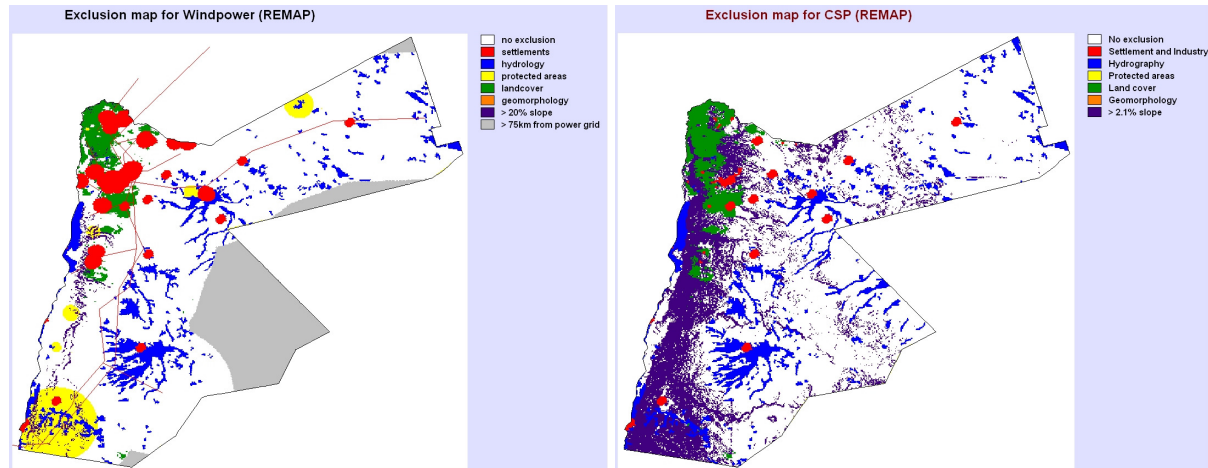 Exclusion map for Windpower (REMAP)
no exclusion
settlements
hydrology
protected areas
landcover
geomorphology
> 20% slope
> 75km from power grid
Exclusion map for CSP (REMAP)
No exclusion
Settlement and Industry
Hydrography
Protected areas
Land cover
Geomorphology
> 2.1% slope